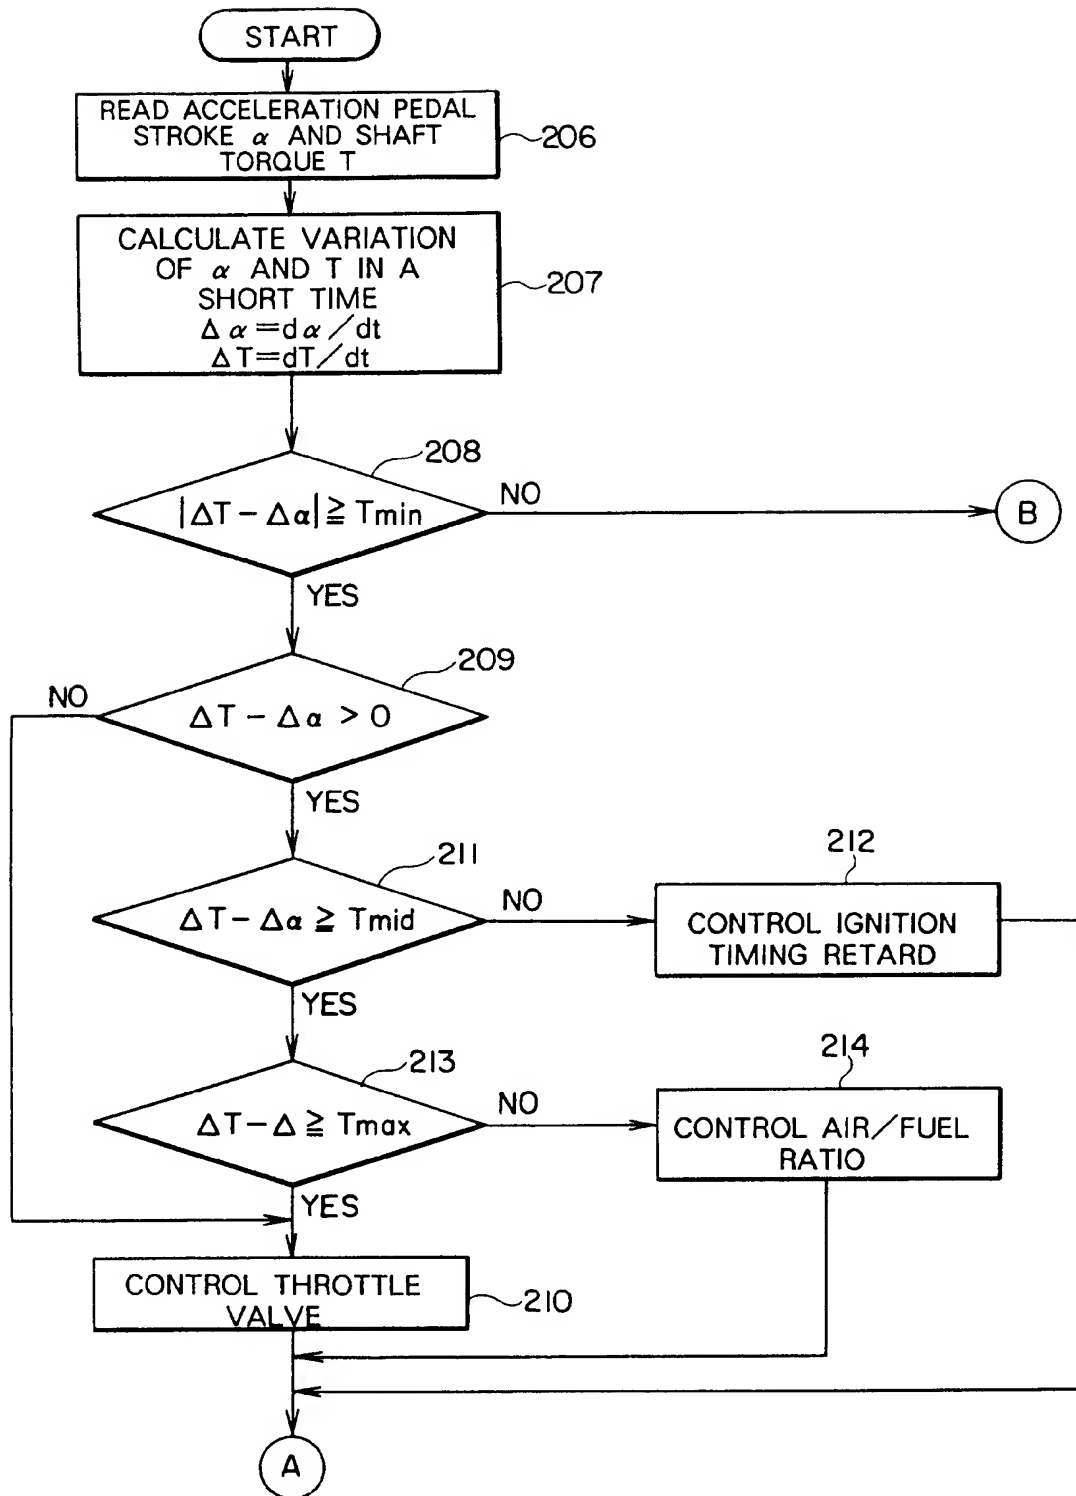 START
READ ACCELERATION PEDAL
STROKE α AND SHAFT
TORQUE T
206
CALCULATE VARIATION
OF α AND T IN A
SHORT TIME
Δα=dα/dt
ΔT=dT/dt
207
208
|ΔT-Δα|≧Tmin
NO
B
YES
209
NO
ΔT-Δα>0
YES
211
212
ΔT-Δα≧Tmid
NO
CONTROL IGNITION
TIMING RETARD
YES
213
214
ΔT-Δ≧Tmax
NO
CONTROL AIR/FUEL
RATIO
YES
CONTROL THROTTLE
VALVE
210
A